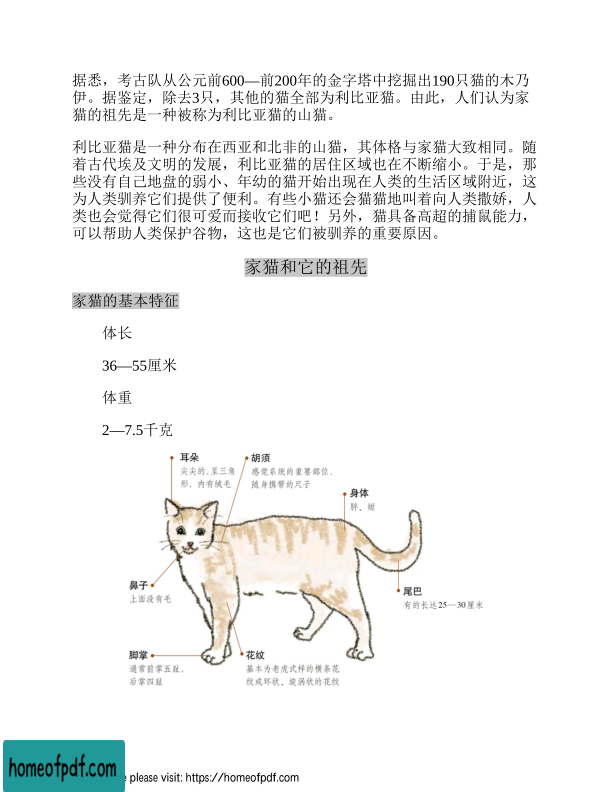 据悉，考古队从公元前600—前200年的金字塔中挖掘出190只猫的木乃
伊。据鉴定，除去3只，其他的猫全部为利比亚猫。由此，人们认为家
猫的祖先是一种被称为利比亚猫的山猫。
利比亚猫是一种分布在西亚和北非的山猫，其体格与家猫大致相同。随
着古代埃及文明的发展，利比亚猫的居住区域也在不断缩小。于是，那
些没有自己地盘的弱小、年幼的猫开始出现在人类的生活区域附近，这
为人类驯养它们提供了便利。有些小猫还会猫猫地叫着向人类撒娇，人
类也会觉得它们很可爱而接收它们吧！另外，猫具备高超的捕鼠能力，
可以帮助人类保护谷物，这也是它们被驯养的重要原因。
家猫和它的祖先
家猫的基本特征
体长
36—55厘米
体重
2—7.5千克
耳朵
尖尖的、呈三角
形，内有绒毛
胡须
感觉系统的重要部位，
随身携带的尺子
身体
胖、短
鼻子
上面没有毛
尾巴
有的长达25—30厘米
脚掌
通常前掌五趾，
后掌四趾
花纹
基本为老虎式样的横条花
纹或环状、旋涡状的花纹
homeofpdf.com
e please visit: https://homeofpdf.com